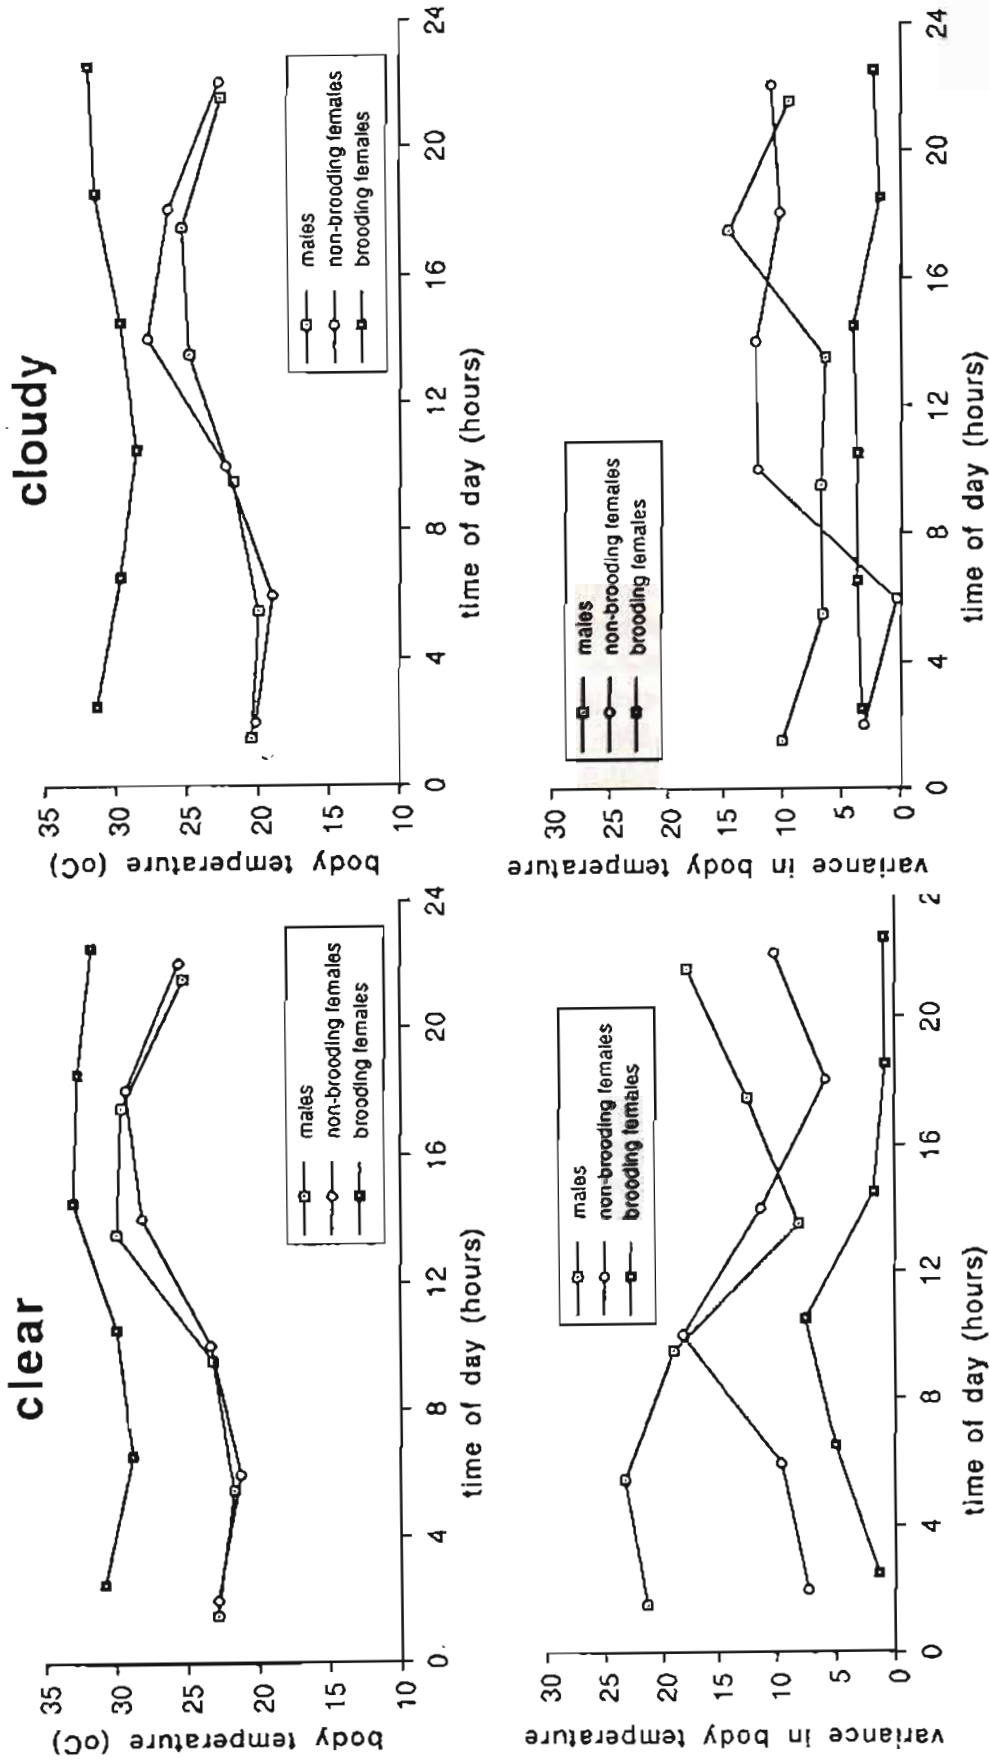 clear
35
30
25
20
15
10
body temperature (oC)
0
4
8
12
16
20
24
time of day (hours)
males
non-brooding females
brooding females
cloudy
35
30
25
20
15
10
body temperature (oC)
0
4
8
12
16
20
24
time of day (hours)
males
non-brooding females
brooding females
30
25
20
15
10
5
0
variance in body temperature
0
4
8
12
16
20
2
time of day (hours)
males
non-brooding females
brooding females
30
25
20
15
10
5
0
variance in body temperature
0
4
8
12
16
20
24
time of day (hours)
males
non-brooding females
brooding females